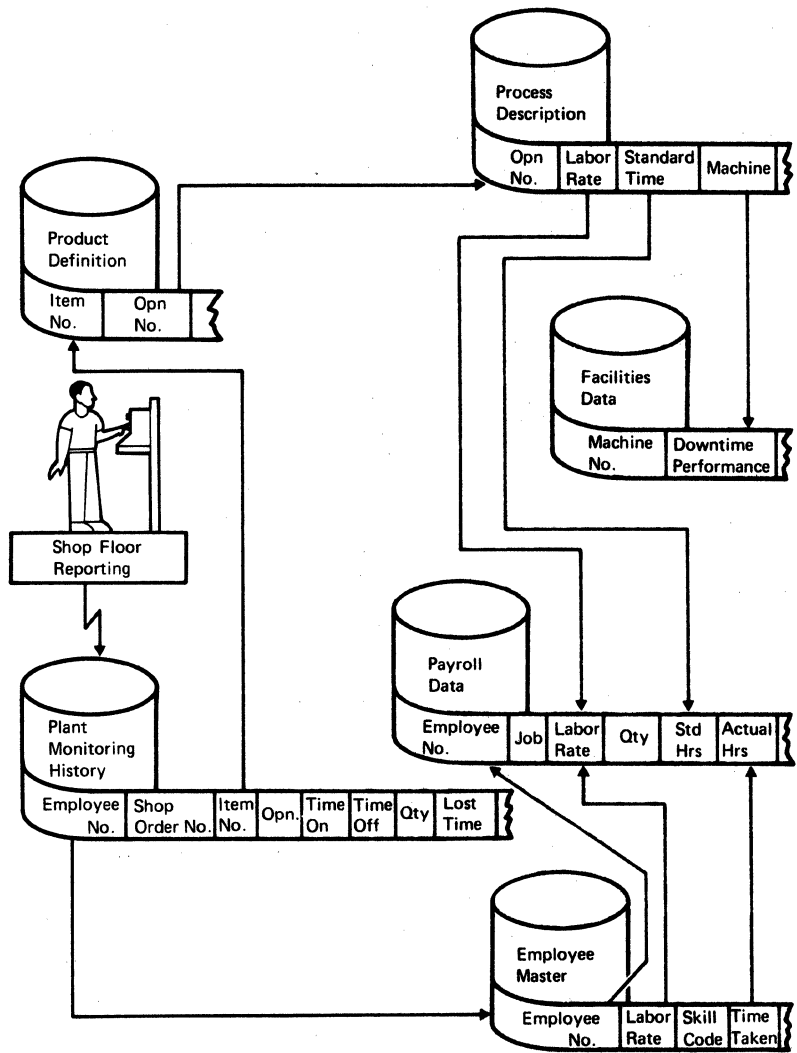 Process
Description
Opn
No.
Labor
Rate
Standard
Time
Machine
Product
Definition
Item
No.
Opn
No.
Facilities
Data
Machine
No.
Downtime
Performance
Shop Floor
Reporting
Payroll
Data
Employee
No.
Job
Labor
Rate
Qty
Std
Hrs
Actual
Hrs
Plant
Monitoring
History
Employee
No.
Shop
Order No.
Item
No.
Opn.
Time
On
Time
Off
Qty
Lost
Time
Employee
Master
Employee
No.
Labor
Rate
Skill
Code
Time
Taken